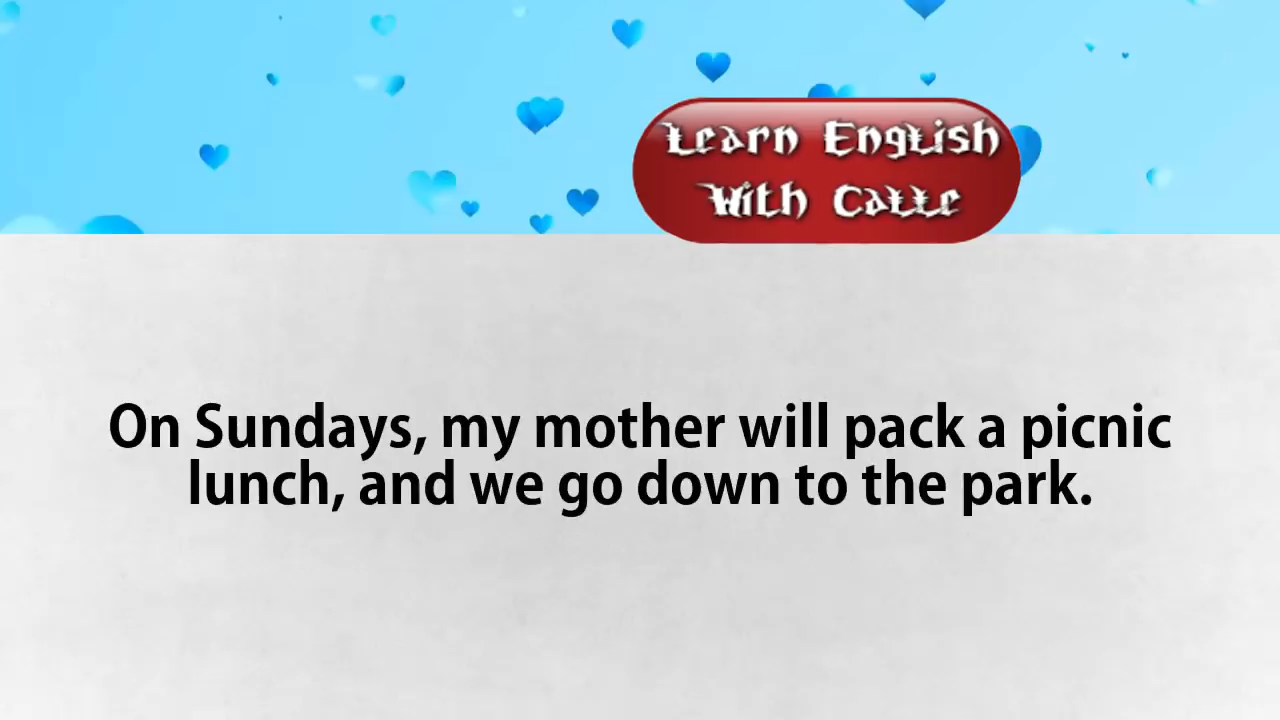 Learn English
With Catte
On Sundays, my mother will pack a picnic
lunch, and we go down to the park.